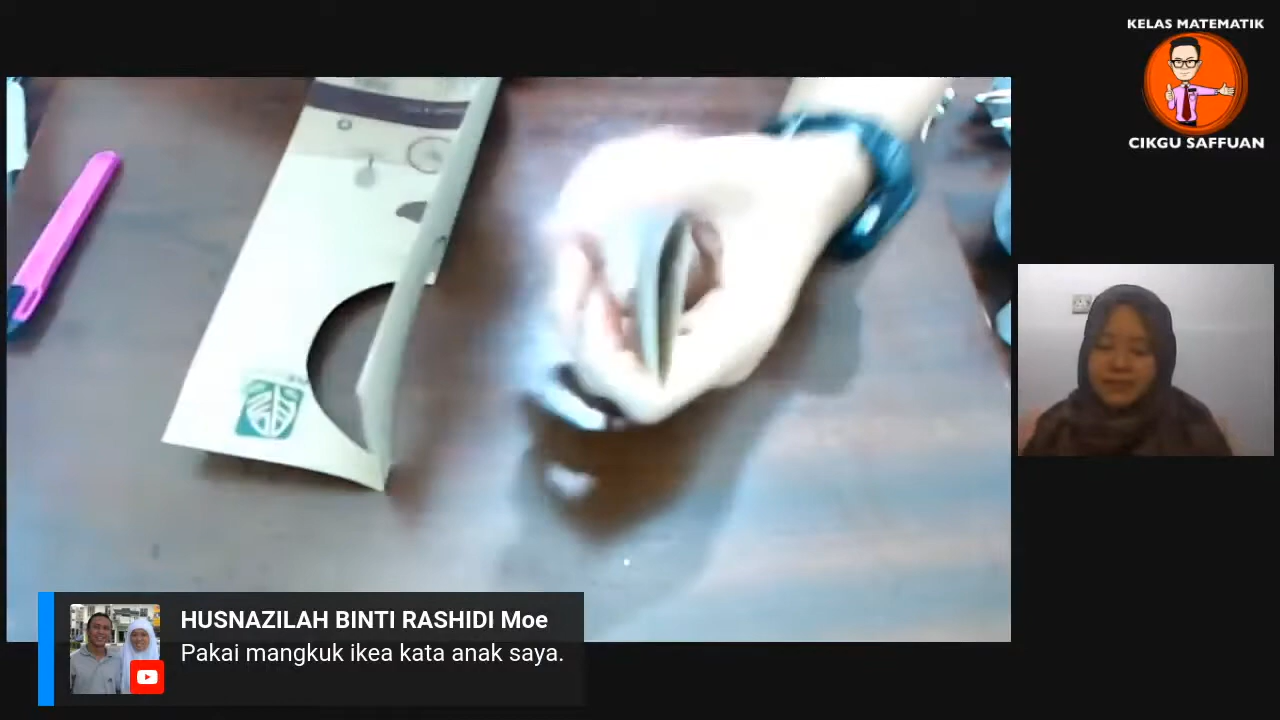 KELAS MATEMATIK
CIKGU SAFFUAN
HUSNAZILAH BINTI RASHIDI Moe
Pakai mangkuk ikea kata anak saya.